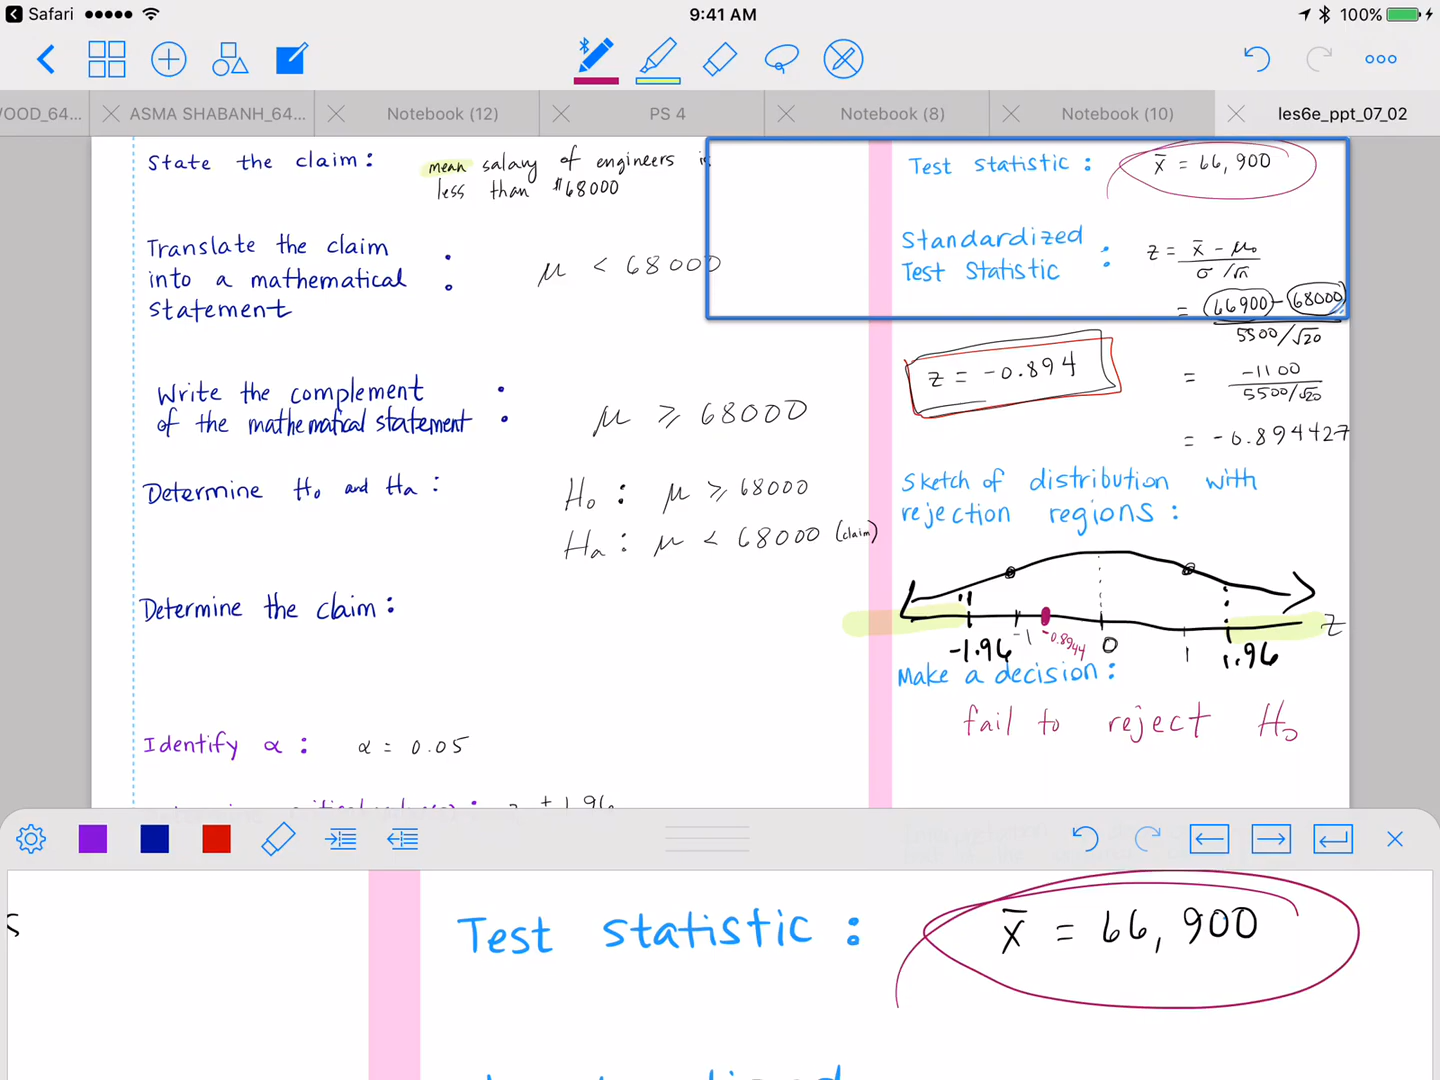 Safari
9:41 AM
100%
WOOD_64...
ASMA SHABANH_64...
Notebook (12)
PS 4
Notebook (8)
Notebook (10)
les6e_ppt_07_02
State the claim :
mean salary of engineers is
less than $68000
Translate the claim
into a mathematical
statement :
μ < 68000
Write the complement
of the mathematical statement :
μ ≥ 68000
Determine Ho and Ha :
Ho : μ ≥ 68000
Ha : μ < 68000 (claim)
Determine the claim :
Identify α : α = 0.05
Test statistic : x̄ = 66,900
Standardized
Test Statistic :
z = x̄ - μo
σ/√n
= 66900 - 68000
5500/√20
= -1100
5500/√20
= -0.894427
z = -0.894
Sketch of distribution with
rejection regions :
-1.96 -1 -0.8944 0 1 1.96 Z
Make a decision :
fail to reject Ho
s
Test statistic : x̄ = 66,900